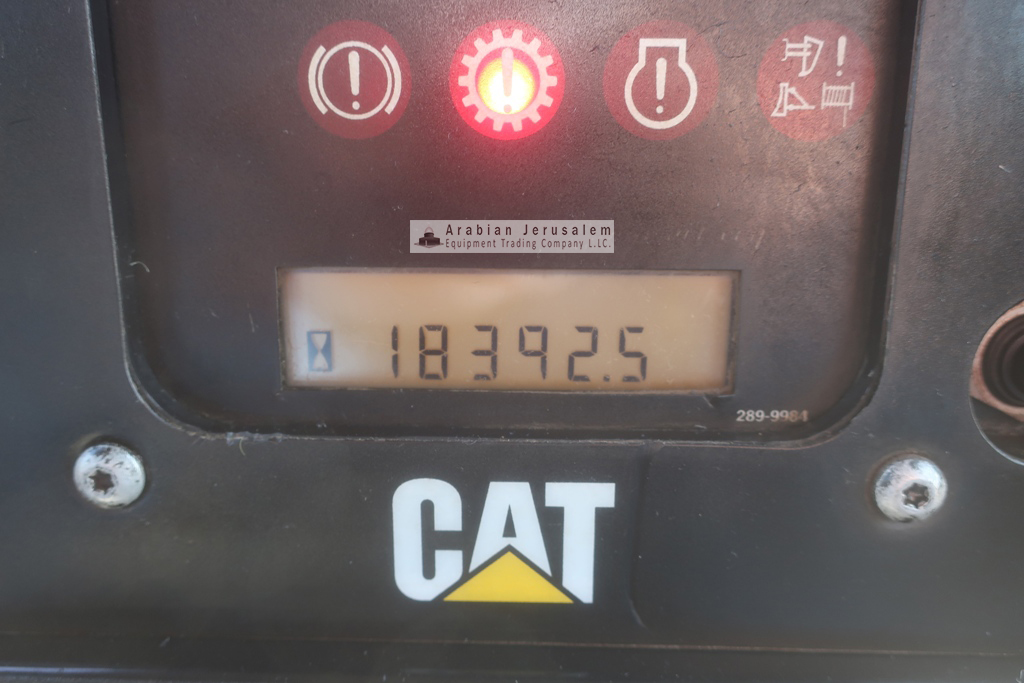 Arabian Jerusalem
Equipment Trading Company L.L.C.
18392.5
289-9984
CAT